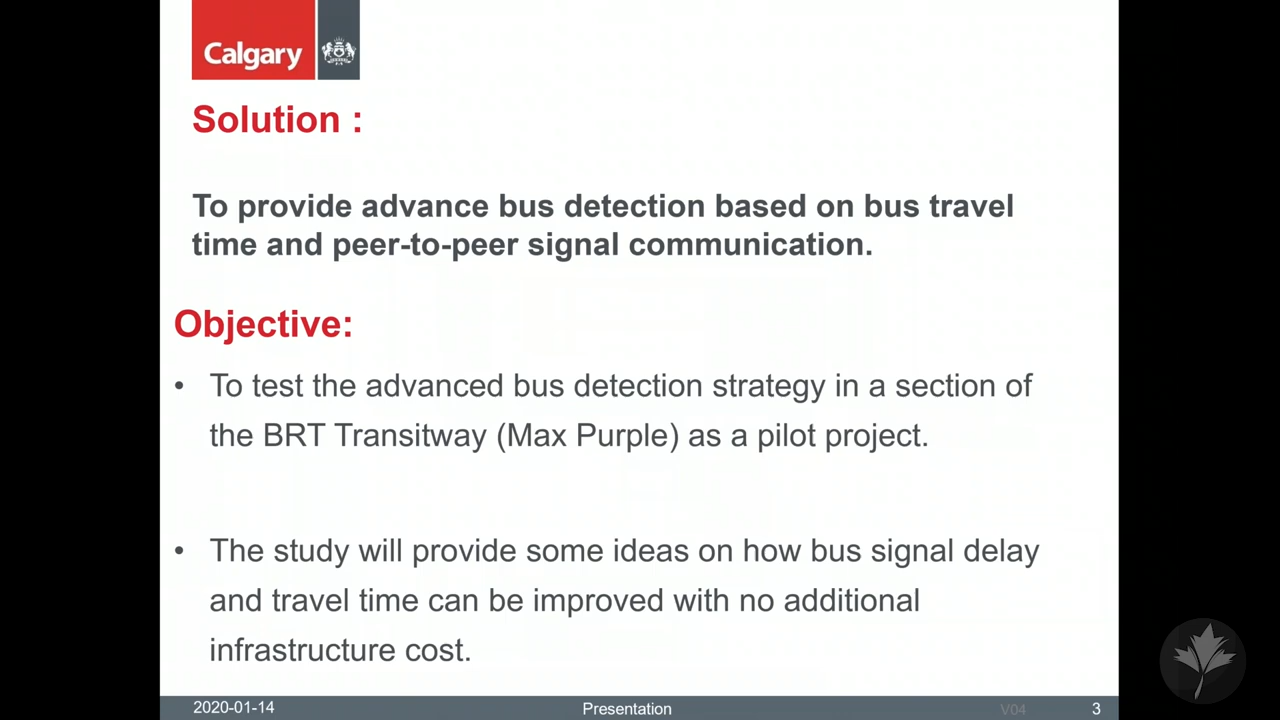 Calgary
Solution :
To provide advance bus detection based on bus travel
time and peer-to-peer signal communication.
Objective:
• To test the advanced bus detection strategy in a section of
the BRT Transitway (Max Purple) as a pilot project.
• The study will provide some ideas on how bus signal delay
and travel time can be improved with no additional
infrastructure cost.
2020-01-14 Presentation V04 3